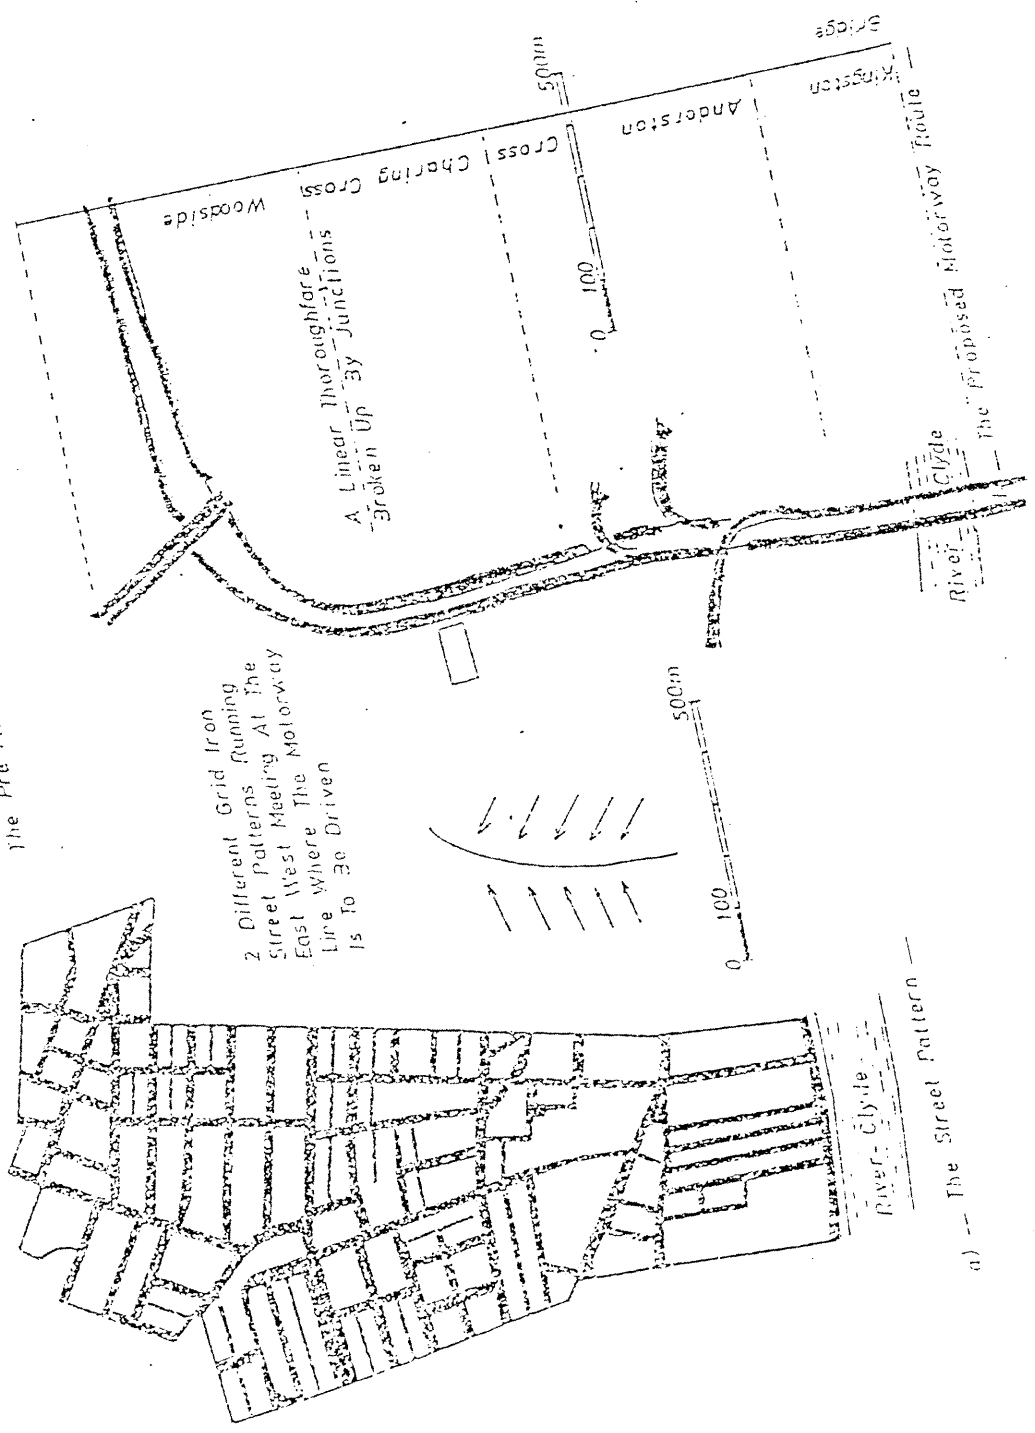 The
2 Different Grid Iron
Street Patterns Running
East West Meeting At The
Line Where The Motorway
Is To Be Driven
0 100 500m
River Clyde
a) — The Street Pattern —
Woodside
Charing Cross
Charing Cross
Anderston
Kingston
Bridge
A Linear Thoroughfare
Broken Up By Junctions
0 100 500m
River Clyde
— The Proposed Motorway Route —